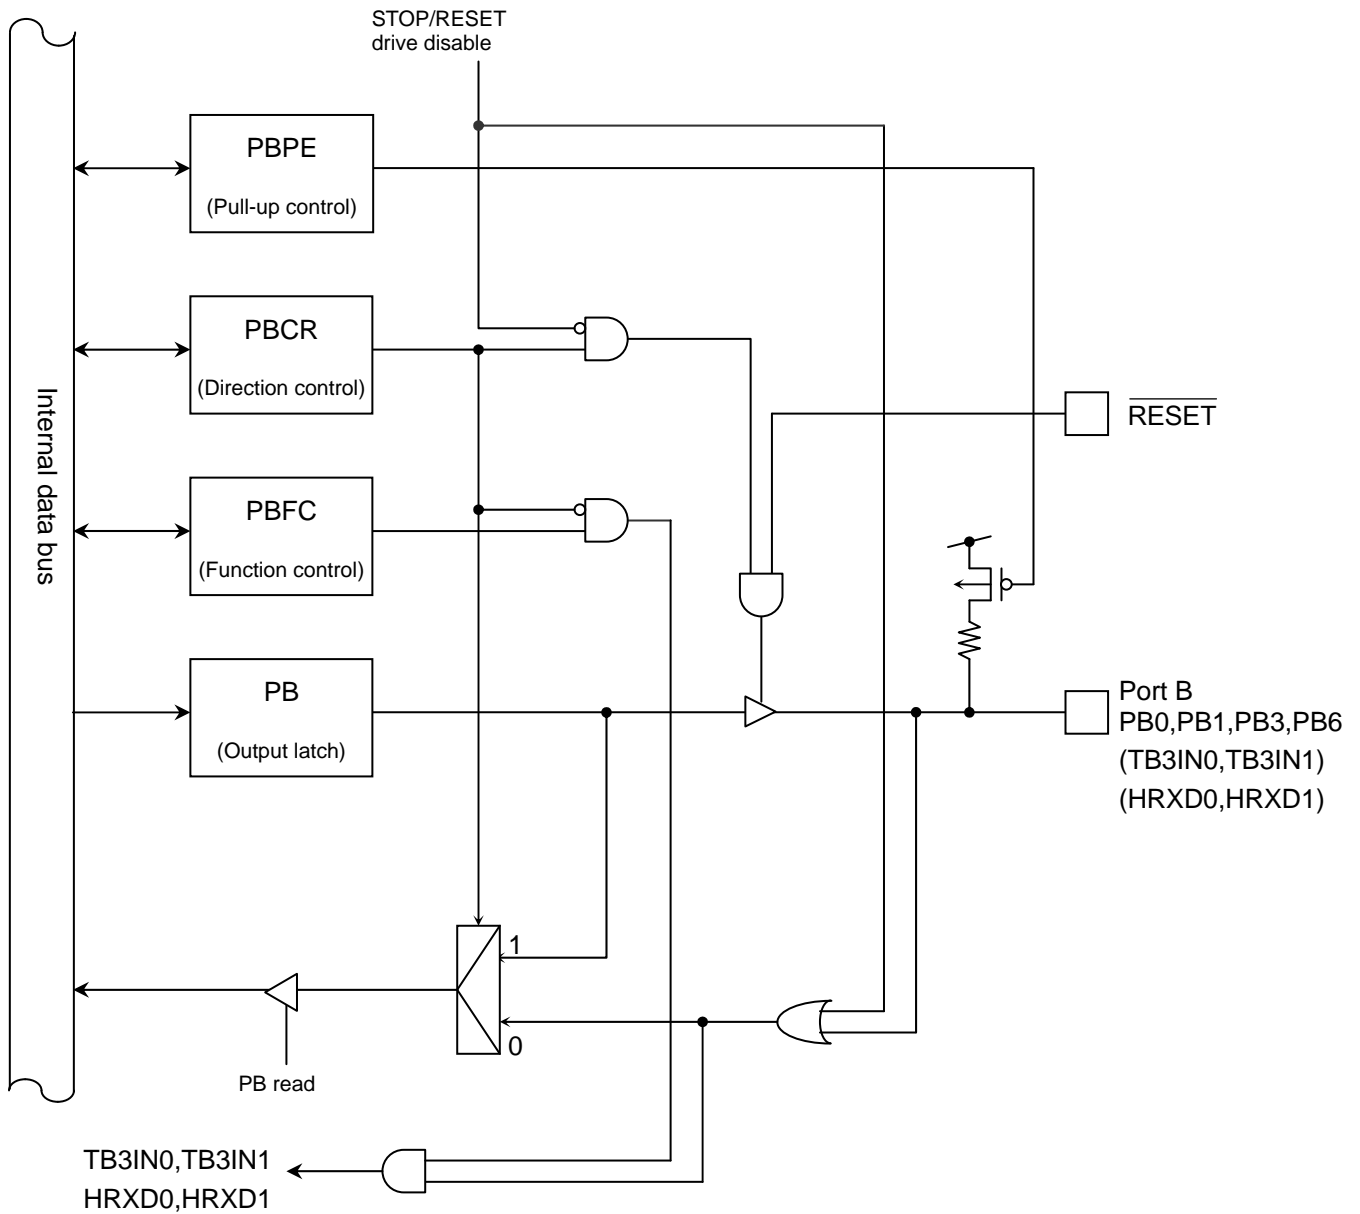 STOP/RESET
drive disable
PBPE
(Pull-up control)
PBCR
(Direction control)
Internal data bus
RESET
PBFC
(Function control)
PB
(Output latch)
Port B
PB0,PB1,PB3,PB6
(TB3IN0,TB3IN1)
(HRXD0,HRXD1)
1
0
PB read
TB3IN0,TB3IN1
HRXD0,HRXD1